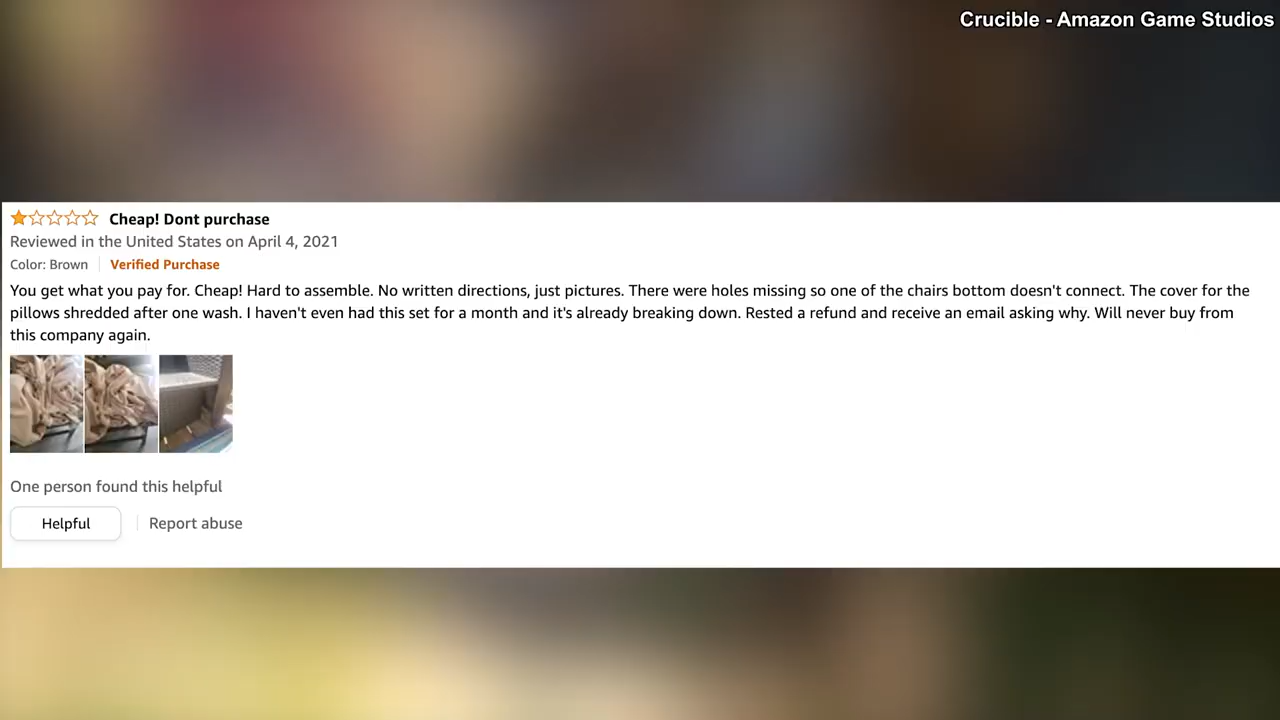 Crucible - Amazon Game Studios
Cheap! Dont purchase
Reviewed in the United States on April 4, 2021
Color: Brown | Verified Purchase
You get what you pay for. Cheap! Hard to assemble. No written directions, just pictures. There were holes missing so one of the chairs bottom doesn't connect. The cover for the
pillows shredded after one wash. I haven't even had this set for a month and it's already breaking down. Rested a refund and receive an email asking why. Will never buy from
this company again.
One person found this helpful
Helpful | Report abuse